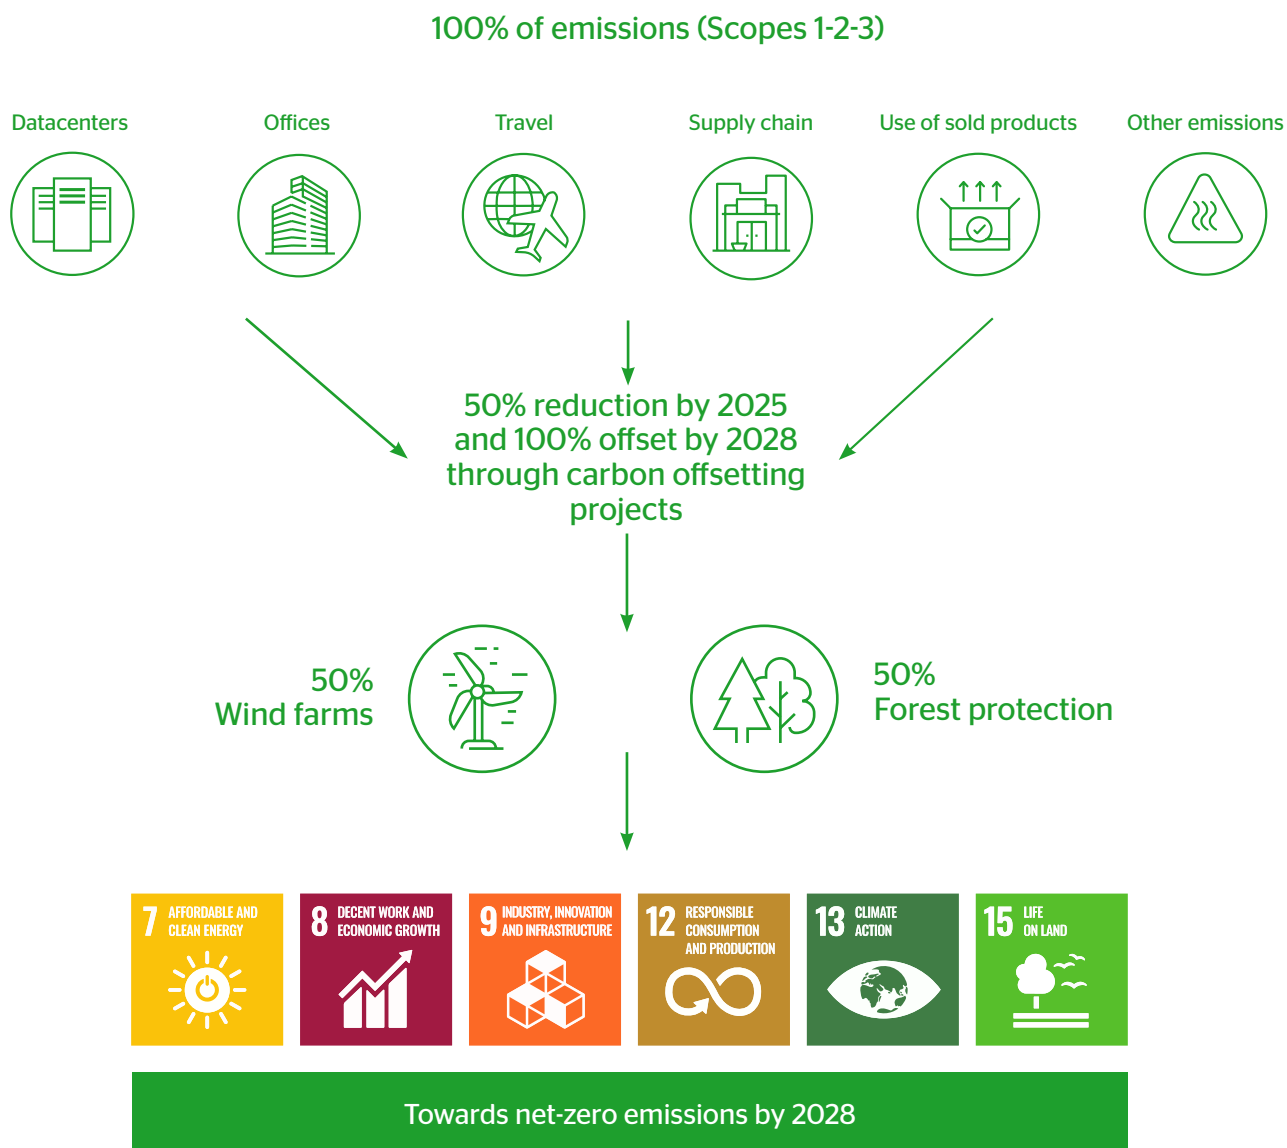 100% of emissions (Scopes 1-2-3)
Datacenters
Offices
Travel
Supply chain
Use of sold products
Other emissions
50% reduction by 2025
and 100% offset by 2028
through carbon offsetting
projects
50%
Wind farms
50%
Forest protection
7 AFFORDABLE AND
CLEAN ENERGY
8 DECENT WORK AND
ECONOMIC GROWTH
9 INDUSTRY, INNOVATION
AND INFRASTRUCTURE
12 RESPONSIBLE
CONSUMPTION
AND PRODUCTION
13 CLIMATE
ACTION
15 LIFE
ON LAND
Towards net-zero emissions by 2028